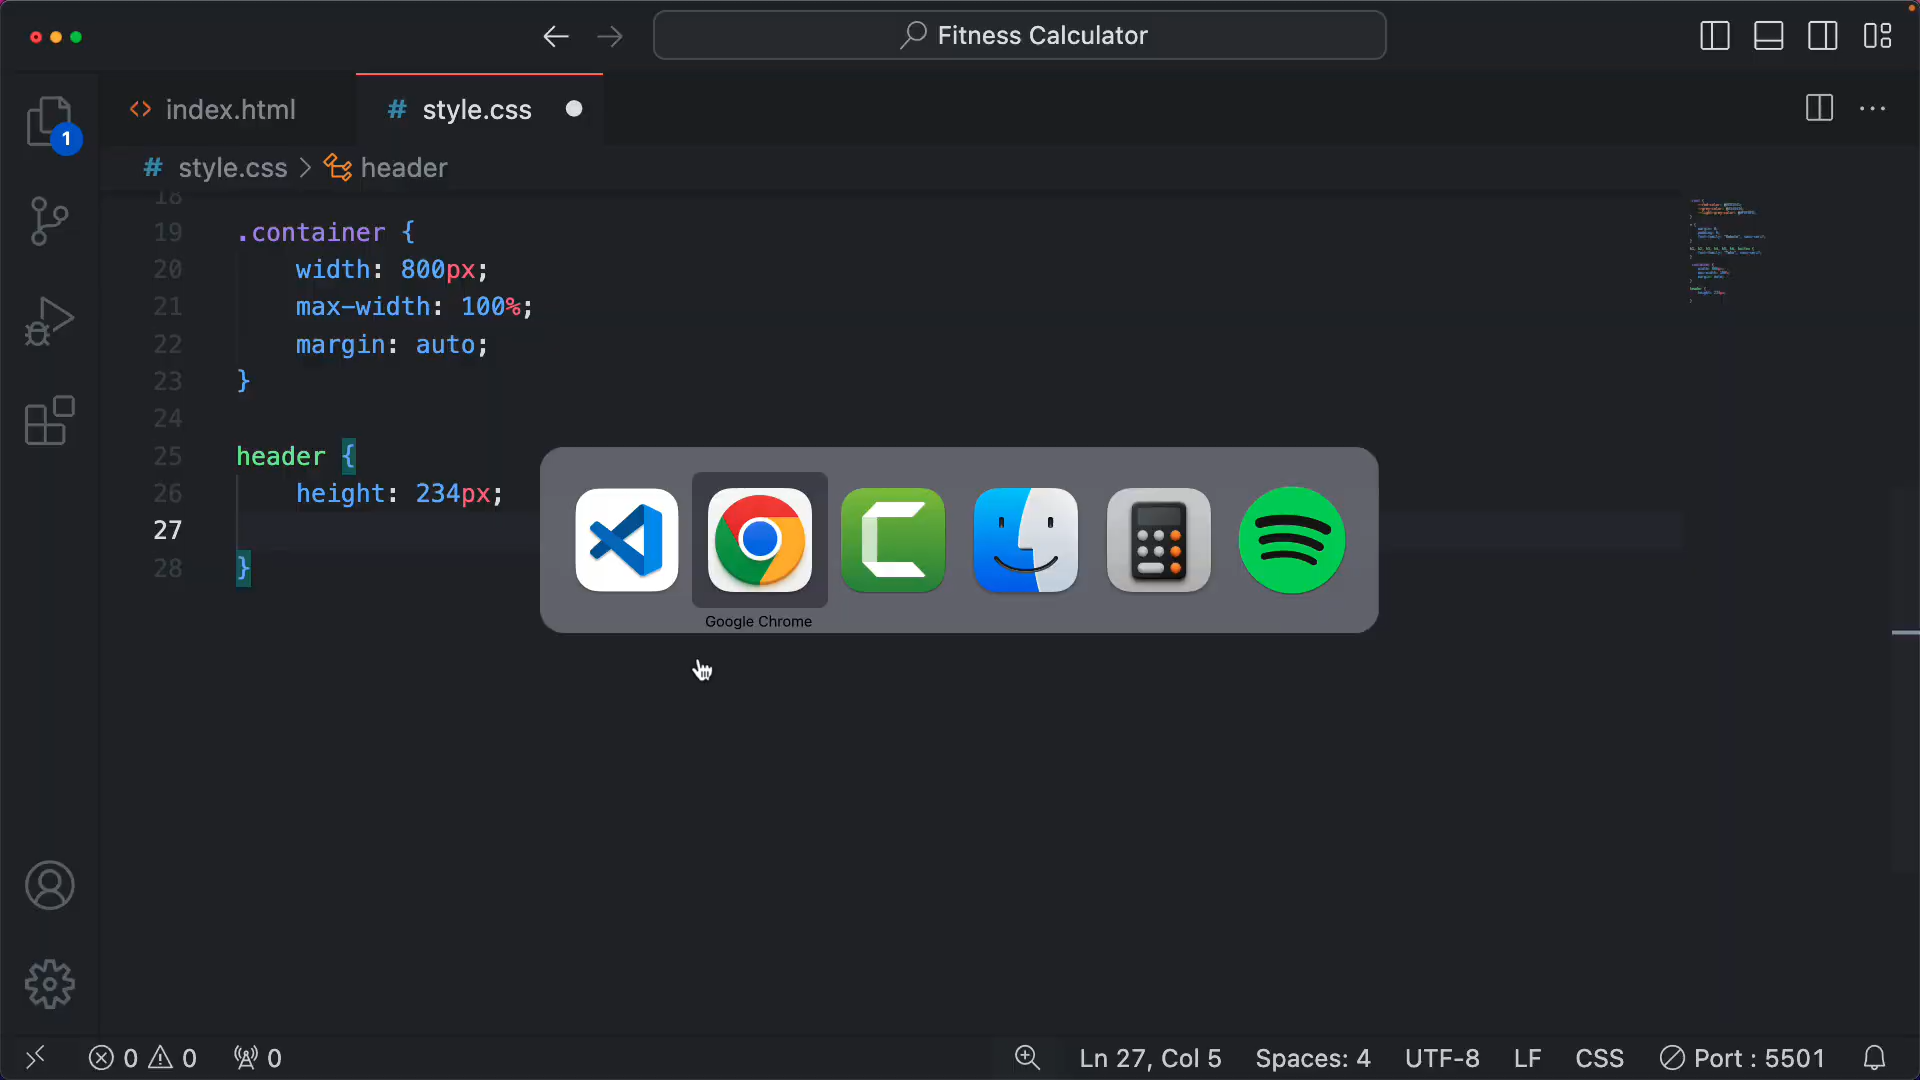 Fitness Calculator
index.html
# style.css
1
# style.css > header
18
19 .container {
20 width: 800px;
21 max-width: 100%;
22 margin: auto;
23 }
24
25 header {
26 height: 234px;
27
28 }
Google Chrome
0 0 0
Ln 27, Col 5 Spaces: 4 UTF-8 LF CSS Port : 5501